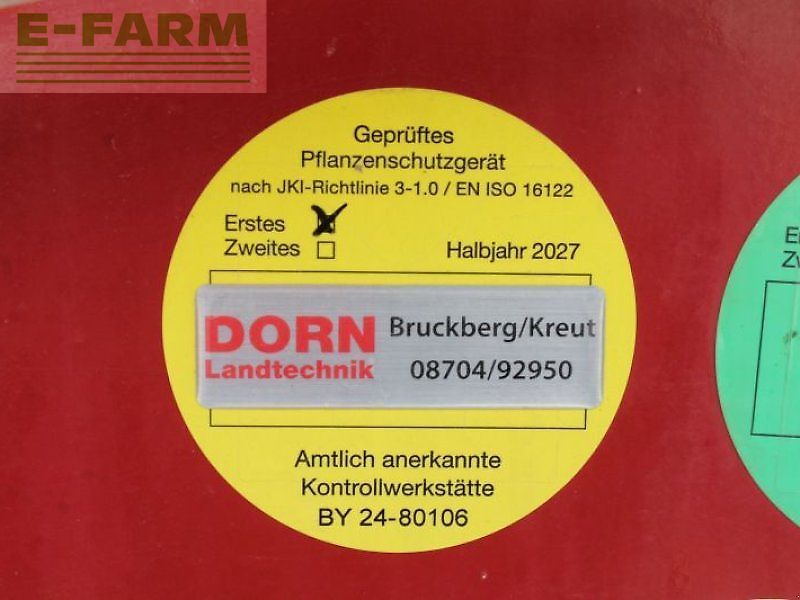 E-FARM
Geprüftes
Pflanzenschutzgerät
nach JKI-Richtlinie 3-1.0 / EN ISO 16122
Erstes
Zweites
Halbjahr 2027
DORN
Landtechnik
Bruckberg/Kreut
08704/92950
Amtlich anerkannte
Kontrollwerkstätte
BY 24-80106